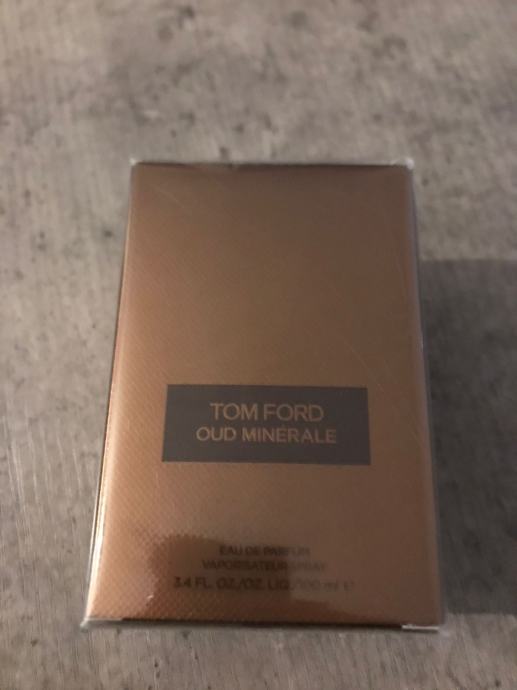 TOM FORD
OUD MINÉRALE
EAU DE PARFUM
VAPORISATEUR SPRAY
3.4 FL. OZ./OZ. LIQ./100 ml ℮